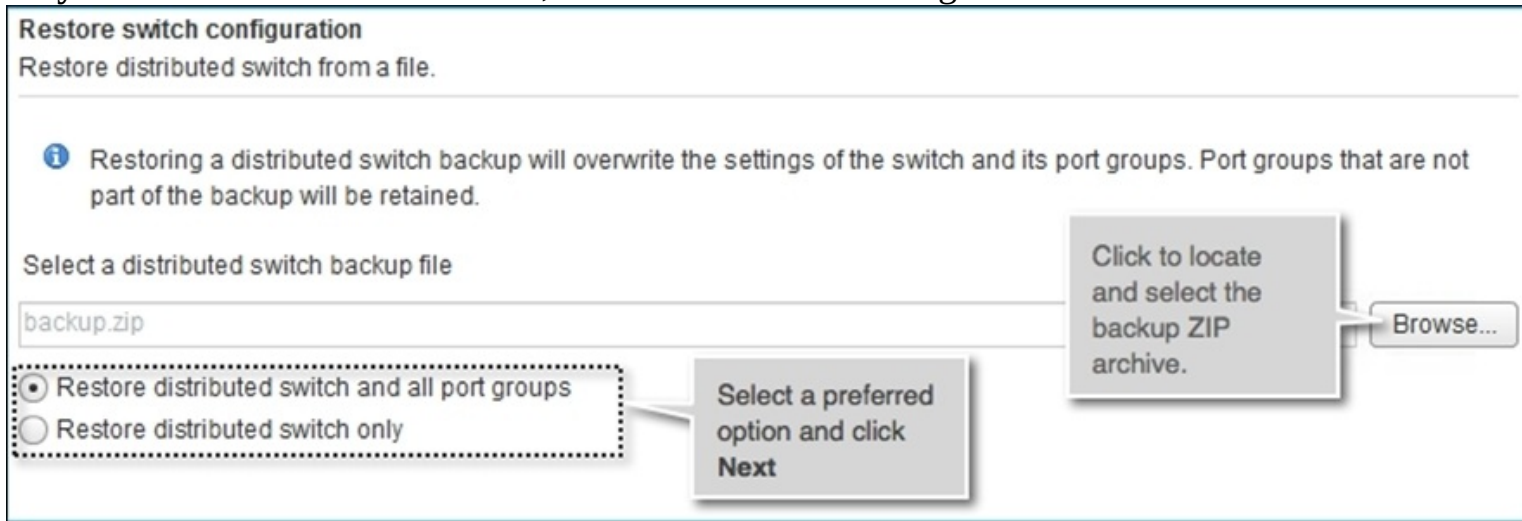 Restore switch configuration
Restore distributed switch from a file.
Restoring a distributed switch backup will overwrite the settings of the switch and its port groups. Port groups that are not
part of the backup will be retained.
Select a distributed switch backup file
Click to locate
and select the
backup ZIP
archive.
backup.zip
Browse...
Restore distributed switch and all port groups
Restore distributed switch only
Select a preferred
option and click
Next